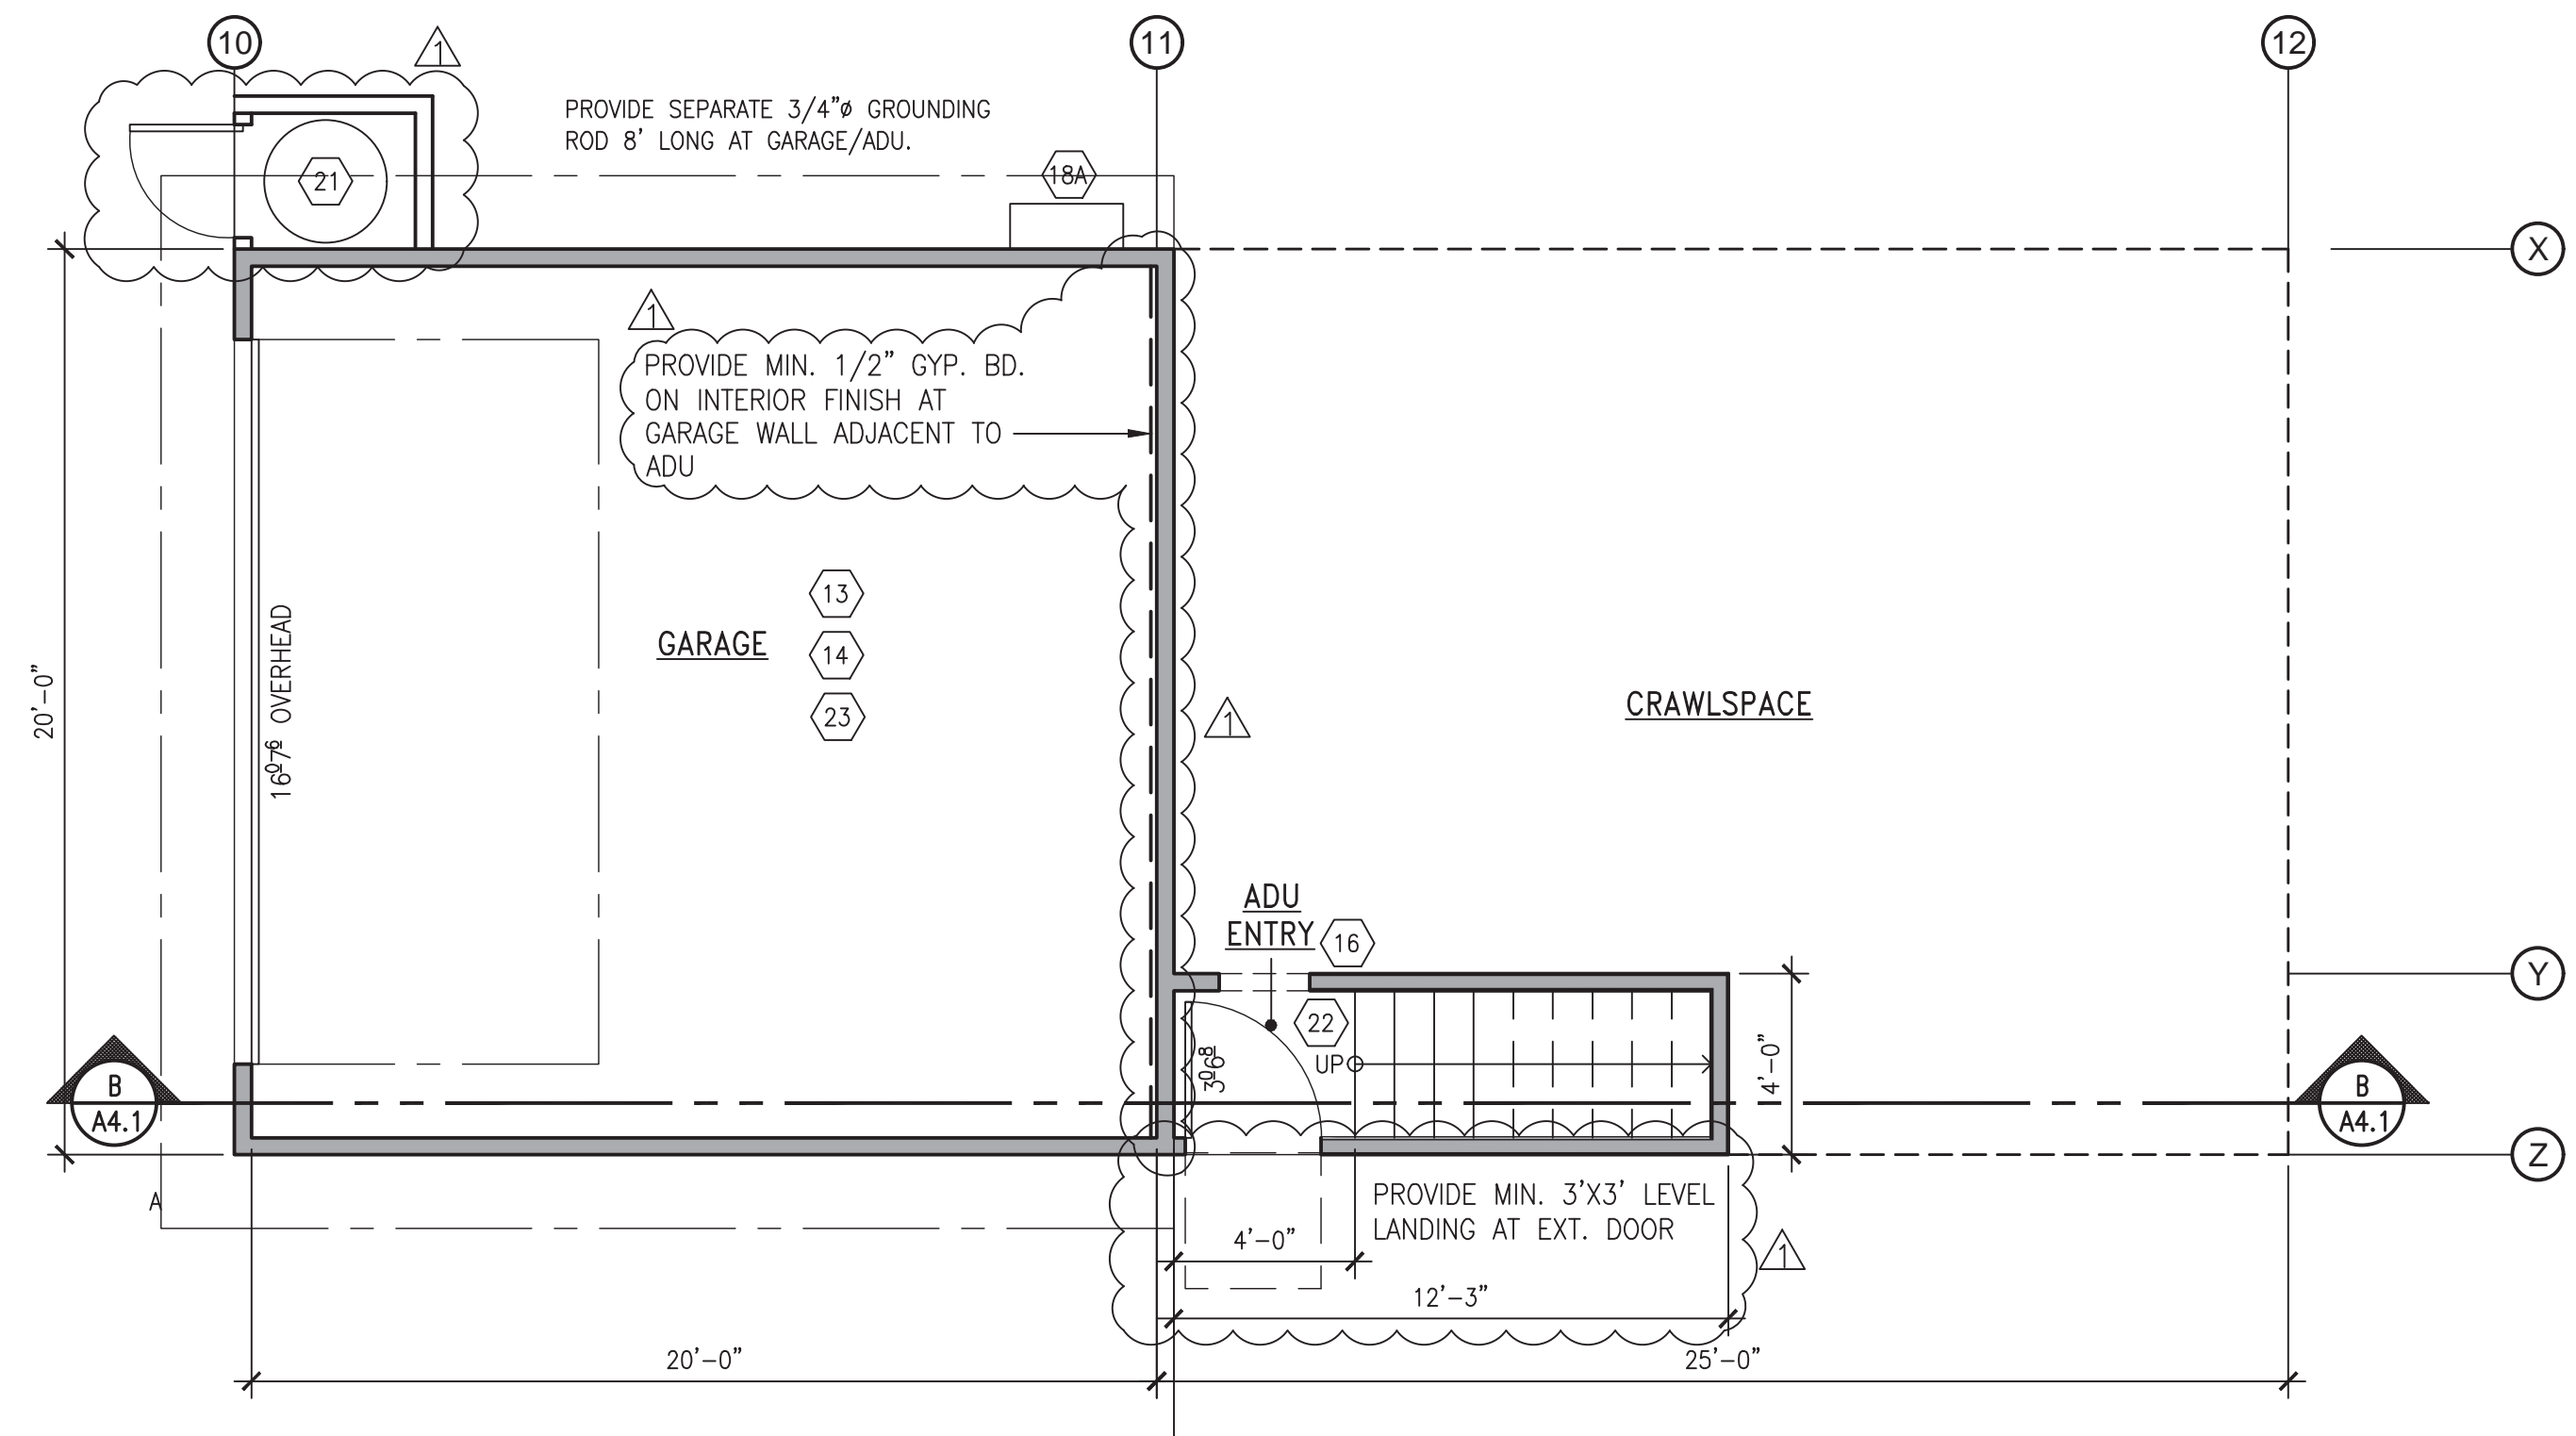 10
11
12
1
PROVIDE SEPARATE 3/4"ø GROUNDING
ROD 8' LONG AT GARAGE/ADU.
21
18A
X
1
PROVIDE MIN. 1/2" GYP. BD.
ON INTERIOR FINISH AT
GARAGE WALL ADJACENT TO
ADU
13
GARAGE
14
23
20'-0"
16⁰7⁶ OVERHEAD
1
CRAWLSPACE
ADU
ENTRY
16
Y
22
3⁰6⁸
UP
4'-0"
B
A4.1
B
A4.1
Z
A
PROVIDE MIN. 3'X3' LEVEL
LANDING AT EXT. DOOR
4'-0"
1
12'-3"
20'-0"
25'-0"